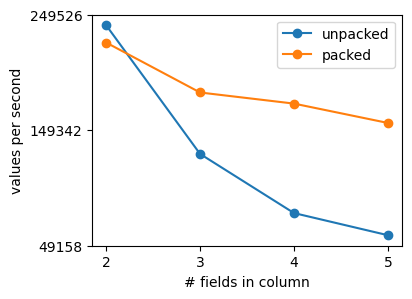 249526
149342
49158
values per second
unpacked
packed
2
3
4
5
# fields in column